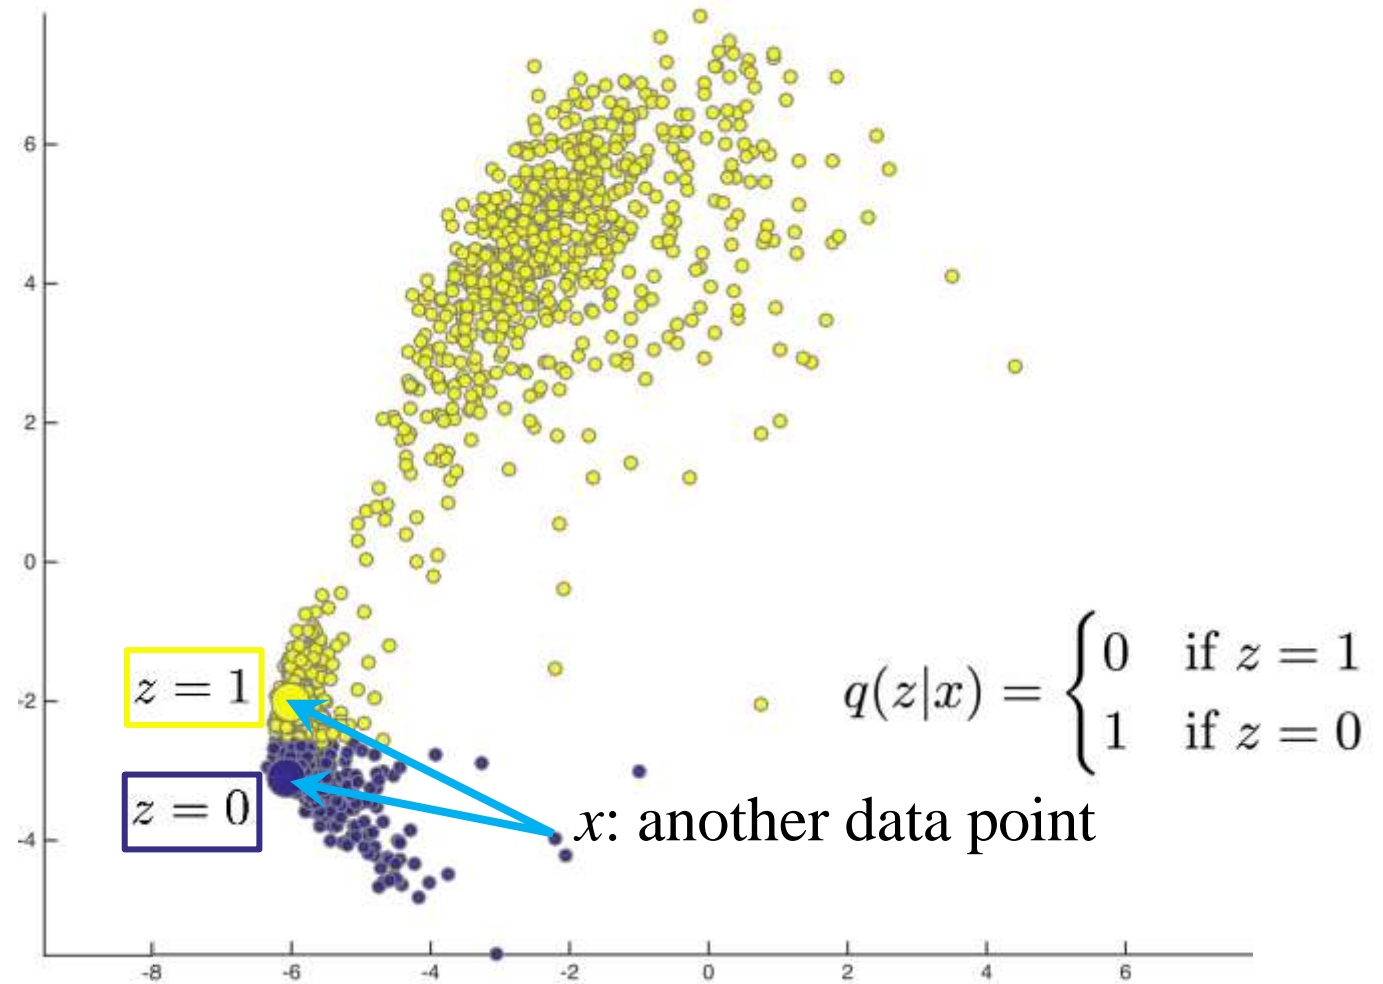 6
4
2
0
z = 1
-2
q(z|x) = { 0 if z = 1
1 if z = 0
z = 0
x: another data point
-4
-8 -6 -4 -2 0 2 4 6